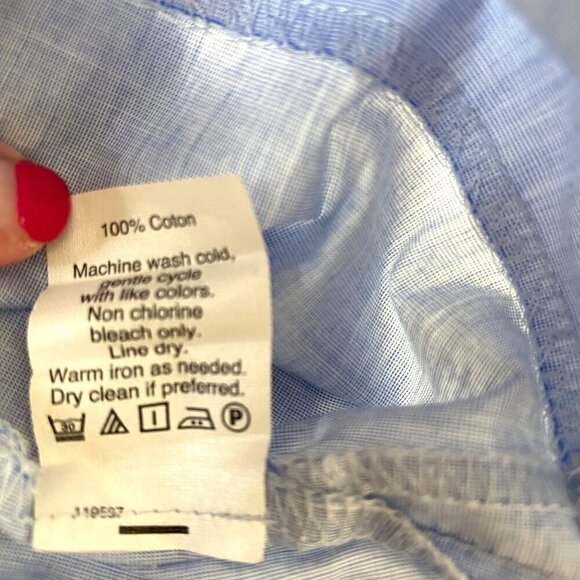 100% Coton
Machine wash cold,
gentle cycle
with like colors.
Non chlorine
bleach only.
Line dry.
Warm iron as needed.
Dry clean if preferred.
30 P
119597